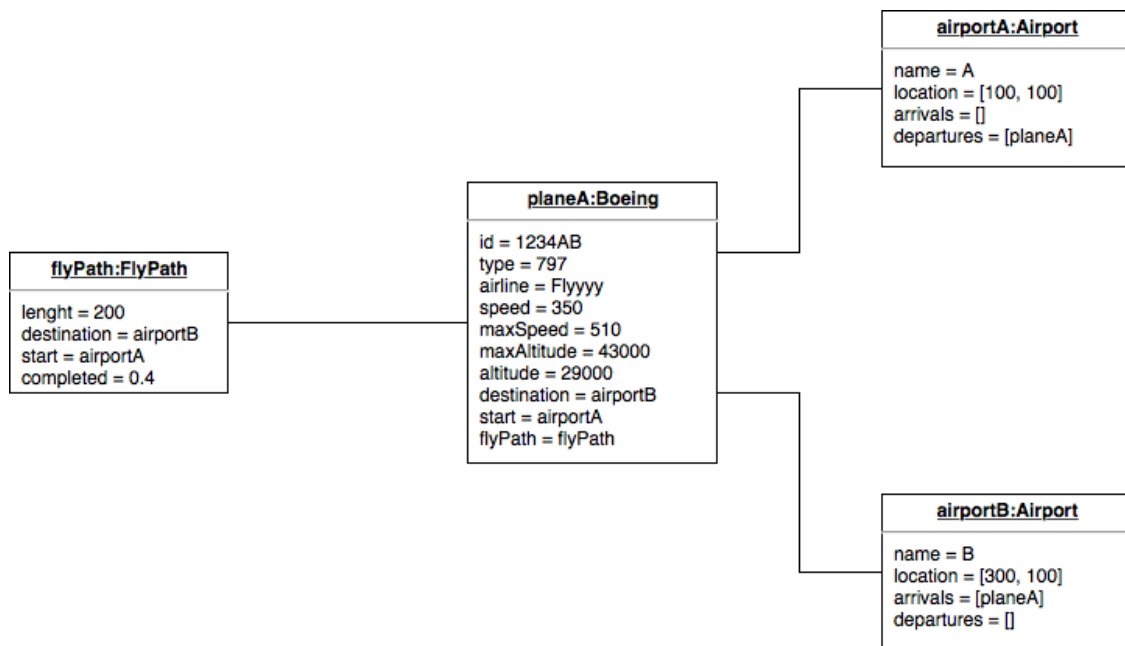 airportA:Airport
name = A
location = [100, 100]
arrivals = []
departures = [planeA]
planeA:Boeing
id = 1234AB
type = 797
airline = Flyyyy
speed = 350
maxSpeed = 510
maxAltitude = 43000
altitude = 29000
destination = airportB
start = airportA
flyPath = flyPath
flyPath:FlyPath
lenght = 200
destination = airportB
start = airportA
completed = 0.4
airportB:Airport
name = B
location = [300, 100]
arrivals = [planeA]
departures = []